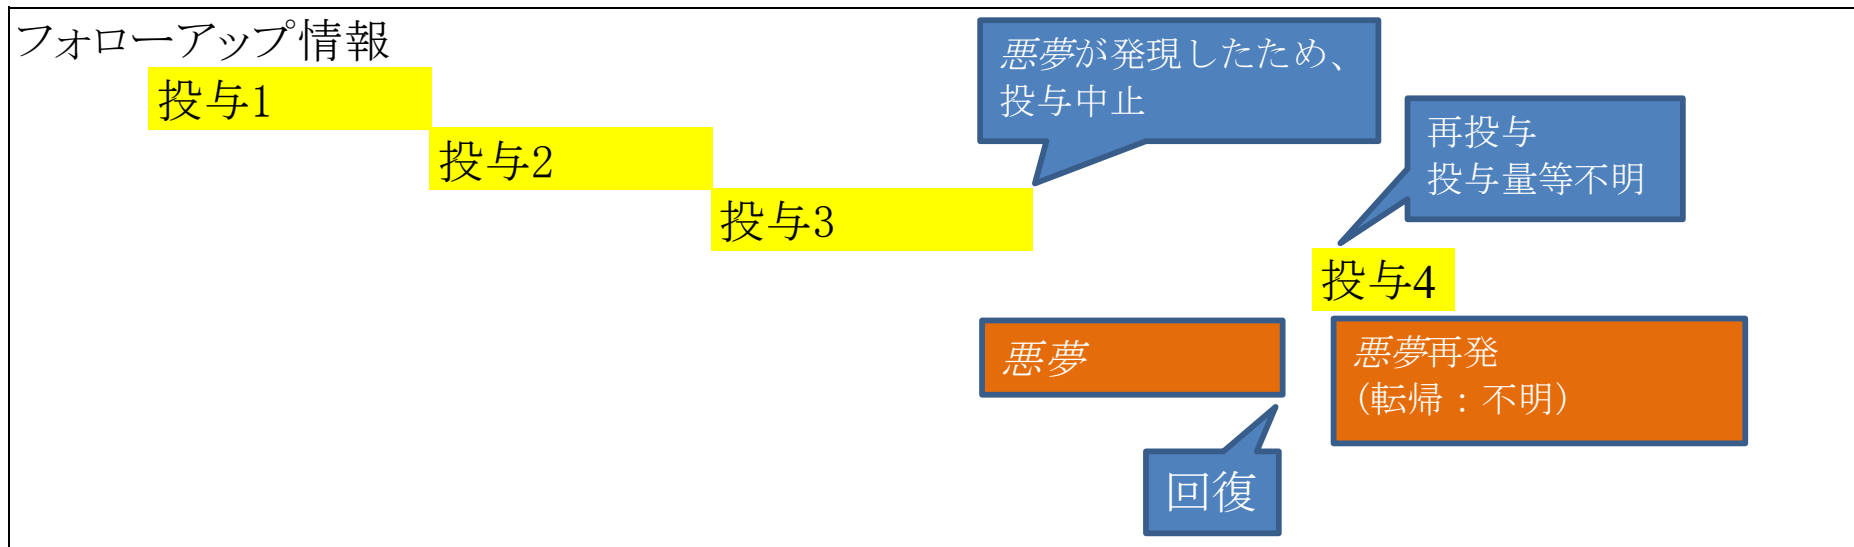 フォローアップ情報
投与1
投与2
投与3
悪夢が発現したため、
投与中止
再投与
投与量等不明
投与4
悪夢
悪夢再発
(転帰：不明)
回復